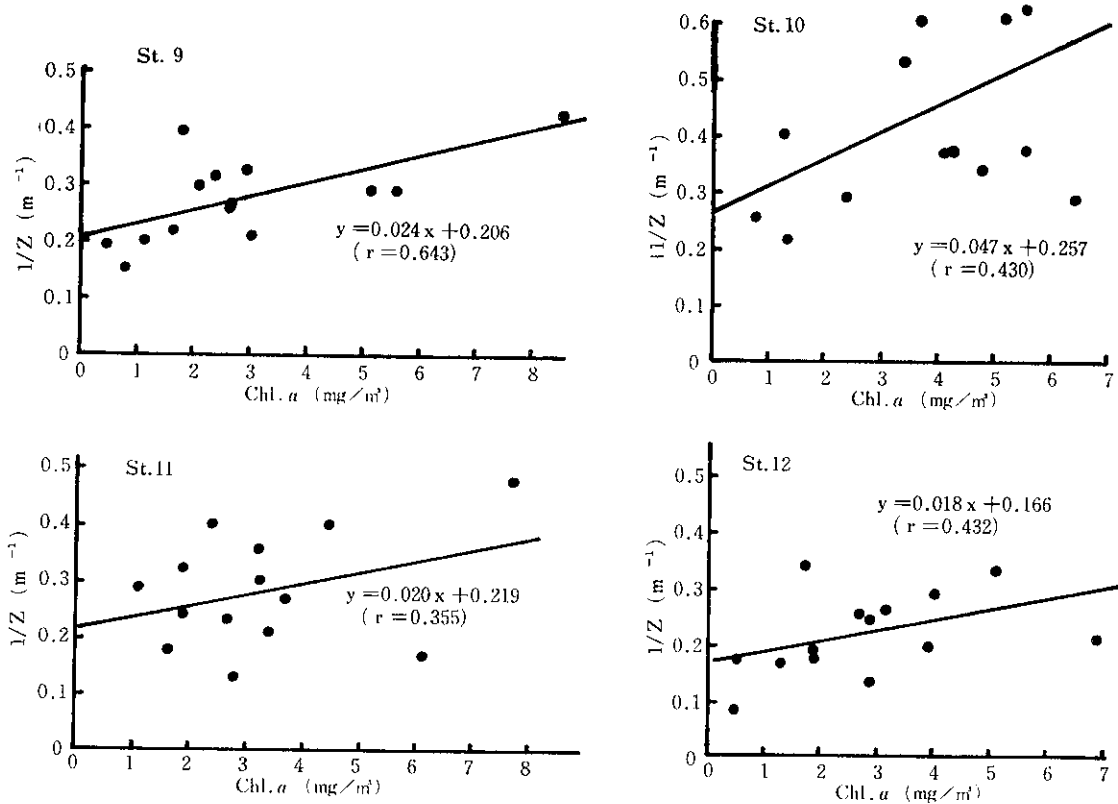 St. 9
0.5
0.4
0.3
0.2
0.1
0
1/Z (m⁻¹)
y=0.024x+0.206
(r=0.643)
0 1 2 3 4 5 6 7 8
Chl. a (mg/㎥)
St. 10
0.6
0.5
0.4
0.3
0.2
0.1
0
1/Z (m⁻¹)
y=0.047x+0.257
(r=0.430)
0 1 2 3 4 5 6 7
Chl. a (mg/㎥)
St. 11
0.5
0.4
0.3
0.2
0.1
0
1/Z (m⁻¹)
y=0.020x+0.219
(r=0.355)
0 1 2 3 4 5 6 7 8
Chl. a (mg/㎥)
St. 12
0.5
0.4
0.3
0.2
0.1
0
1/Z (m⁻¹)
y=0.018x+0.166
(r=0.432)
0 1 2 3 4 5 6 7
Chl. a (mg/㎥)